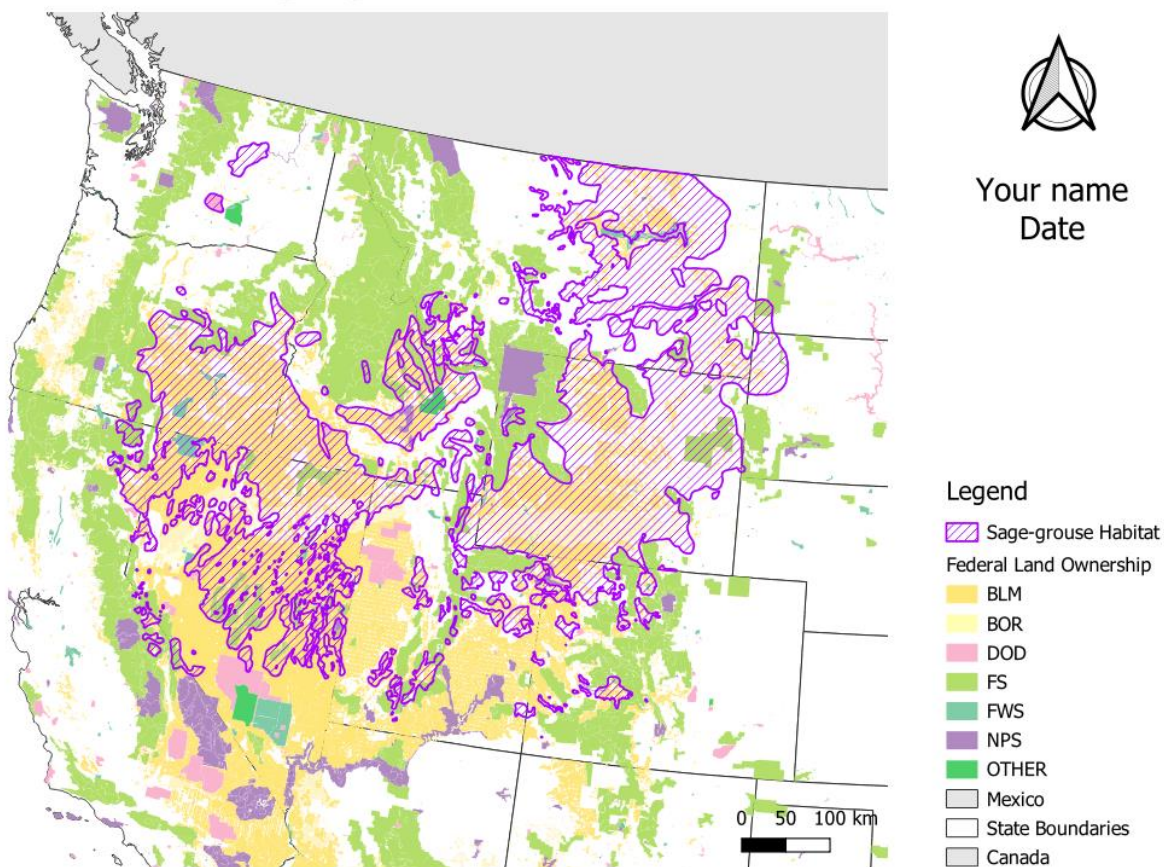 Your name
Date
Legend
Sage-grouse Habitat
Federal Land Ownership
BLM
BOR
DOD
FS
FWS
NPS
OTHER
Mexico
State Boundaries
Canada
0 50 100 km